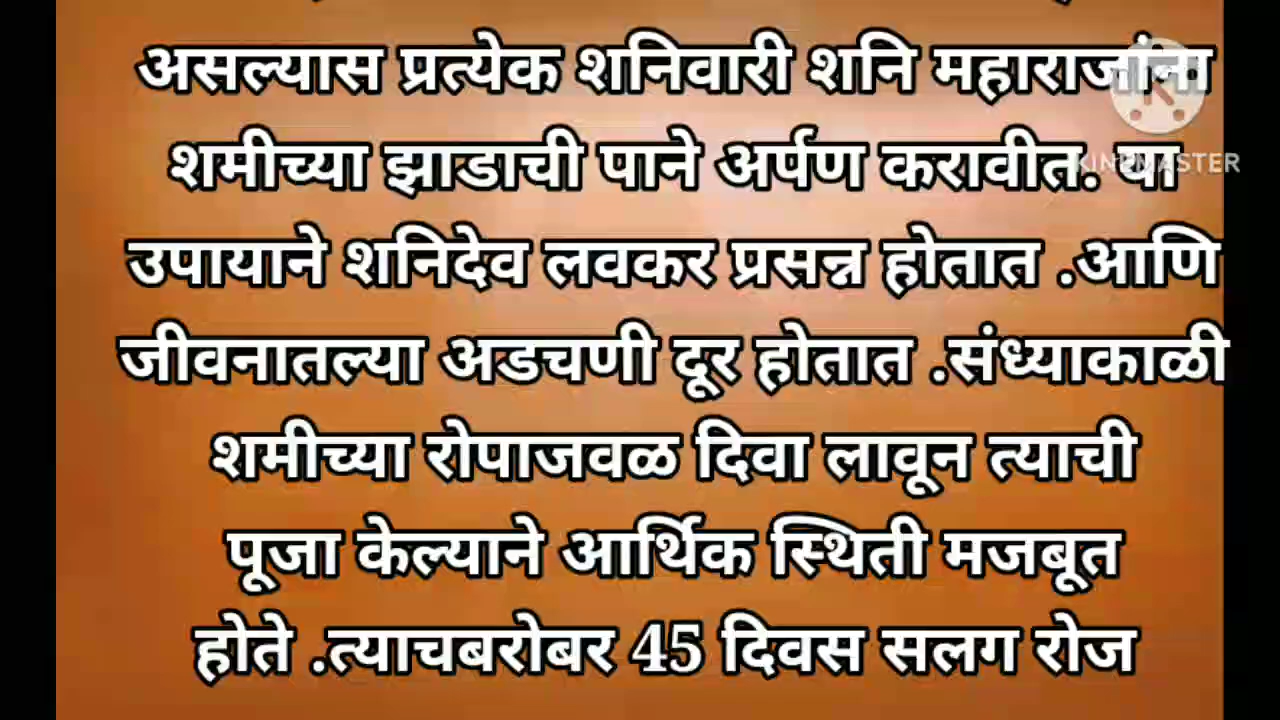 असल्यास प्रत्येक शनिवारी शनि महाराजांना
शमीच्या झाडाची पाने अर्पण करावीत. या
उपायाने शनिदेव लवकर प्रसन्न होतात .आणि
जीवनातल्या अडचणी दूर होतात .संध्याकाळी
शमीच्या रोपाजवळ दिवा लावून त्याची
पूजा केल्याने आर्थिक स्थिती मजबूत
होते .त्याचबरोबर 45 दिवस सलग रोज
KINEMASTER